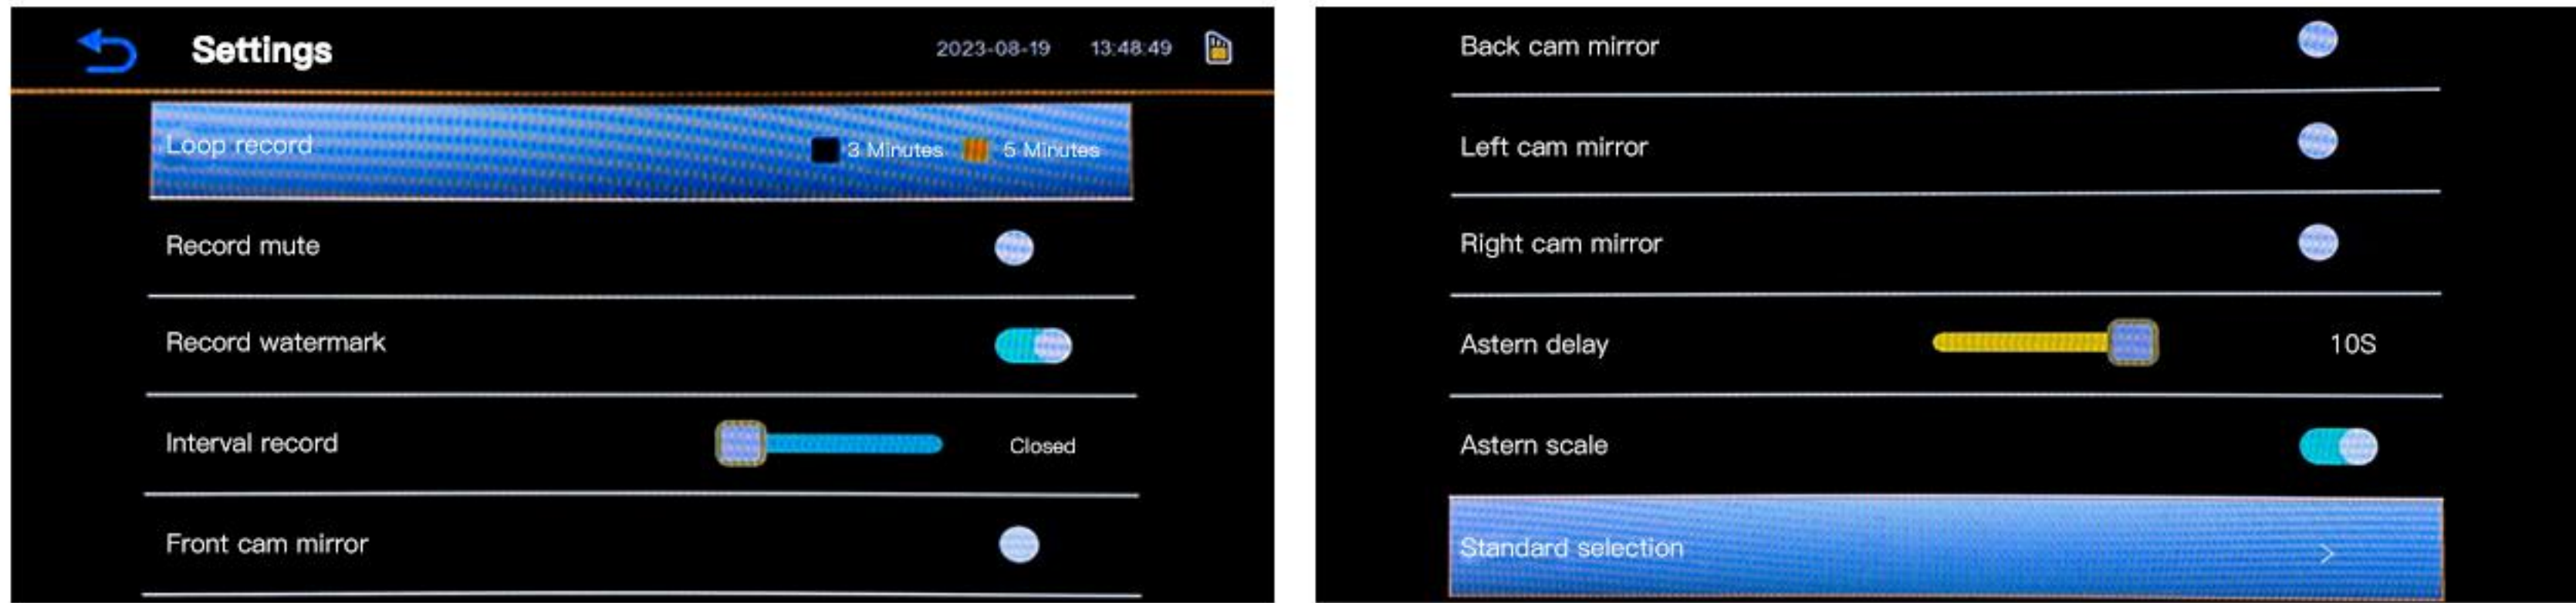 Settings 2023-08-19 13:48:49
Loop record 3 Minutes 5 Minutes
Record mute
Record watermark
Interval record Closed
Front cam mirror
Back cam mirror
Left cam mirror
Right cam mirror
Astern delay 10S
Astern scale
Standard selection >